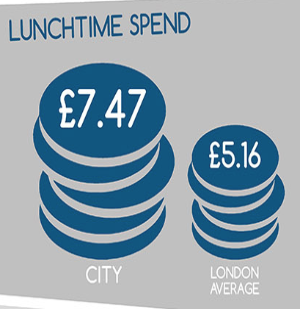 LUNCHTIME SPEND
£7.47
£5.16
CITY
LONDON
AVERAGE